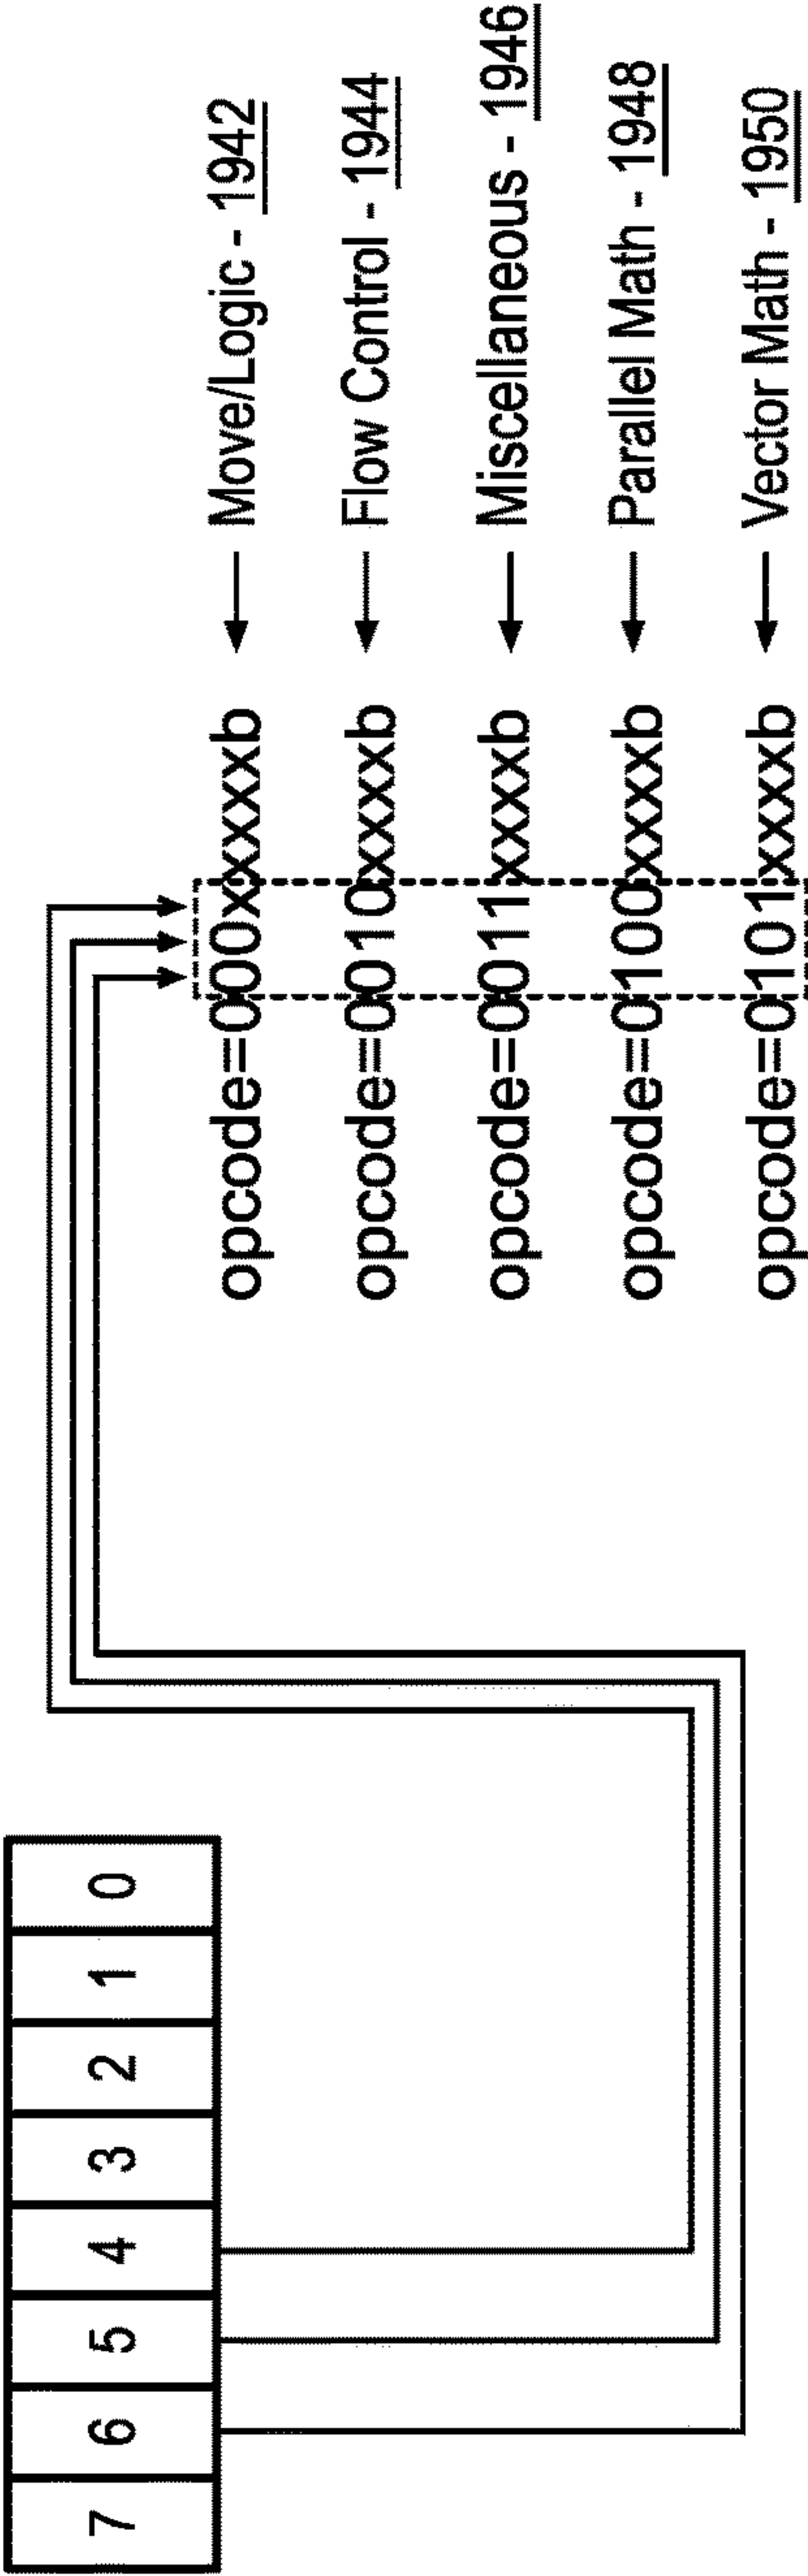 7 6 5 4 3 2 1 0
opcode=000xxxxxb ← Move/Logic - 1942
opcode=0010xxxxb ← Flow Control - 1944
opcode=0011xxxxb ← Miscellaneous - 1946
opcode=0100xxxxb ← Parallel Math - 1948
opcode=0101xxxxb ← Vector Math - 1950